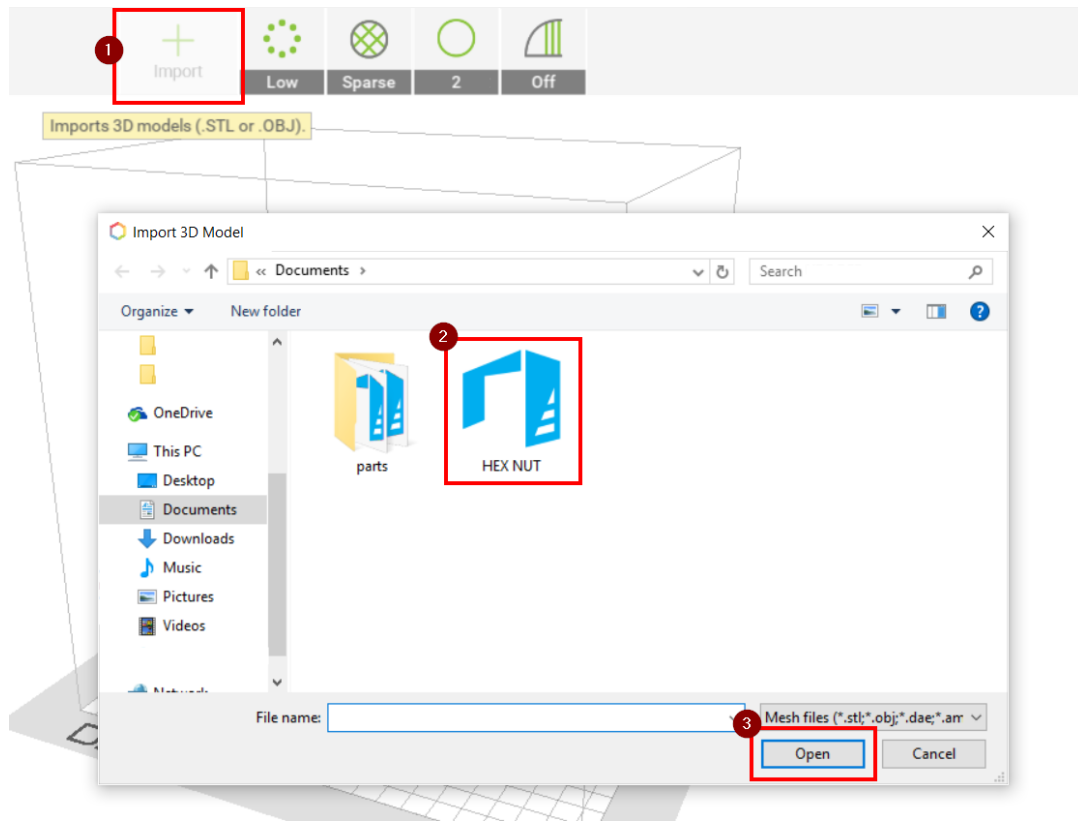 1
Import
Low
Sparse
2
Off
Imports 3D models (.STL or .OBJ).
Import 3D Model
« Documents ›
Search
Organize
New folder
2
OneDrive
This PC
Desktop
Documents
Downloads
Music
Pictures
Videos
parts
HEX NUT
File name:
Mesh files (*.stl;*.obj;*.dae;*.am
3
Open
Cancel